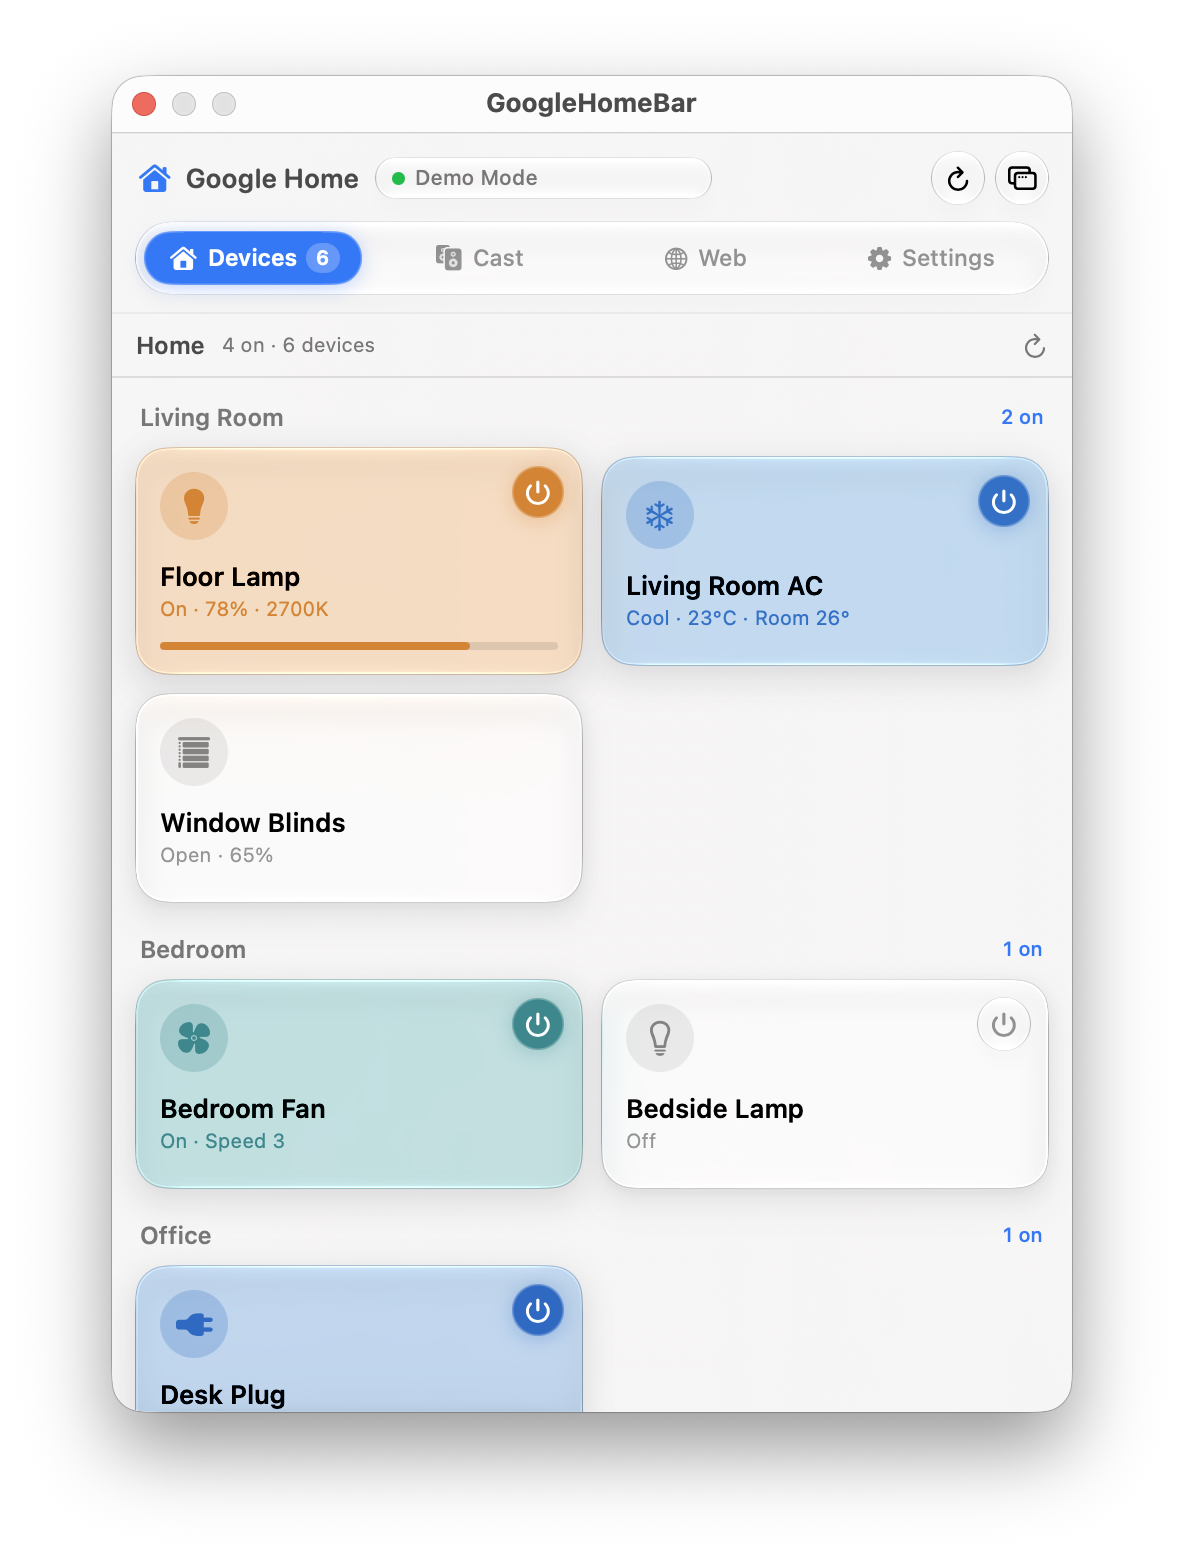 GoogleHomeBar
Google Home
Demo Mode
Devices 6
Cast
Web
Settings
Home 4 on · 6 devices
Living Room
2 on
Floor Lamp
On · 78% · 2700K
Living Room AC
Cool · 23°C · Room 26°
Window Blinds
Open · 65%
Bedroom
1 on
Bedroom Fan
On · Speed 3
Bedside Lamp
Off
Office
1 on
Desk Plug